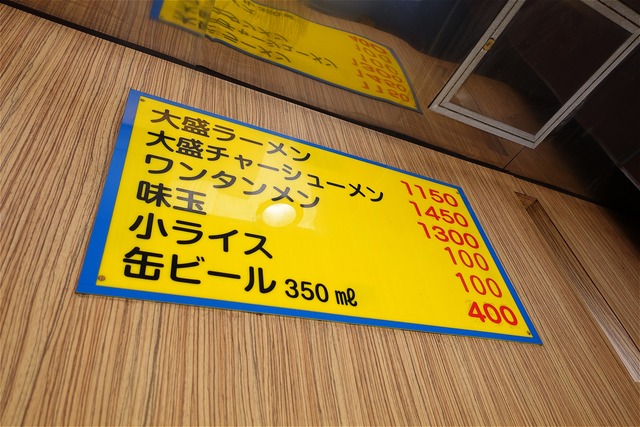 大盛ラーメン 1150
大盛チャーシューメン 1450
ワンタンメン 1300
味玉 100
小ライス 100
缶ビール 350㎖ 400